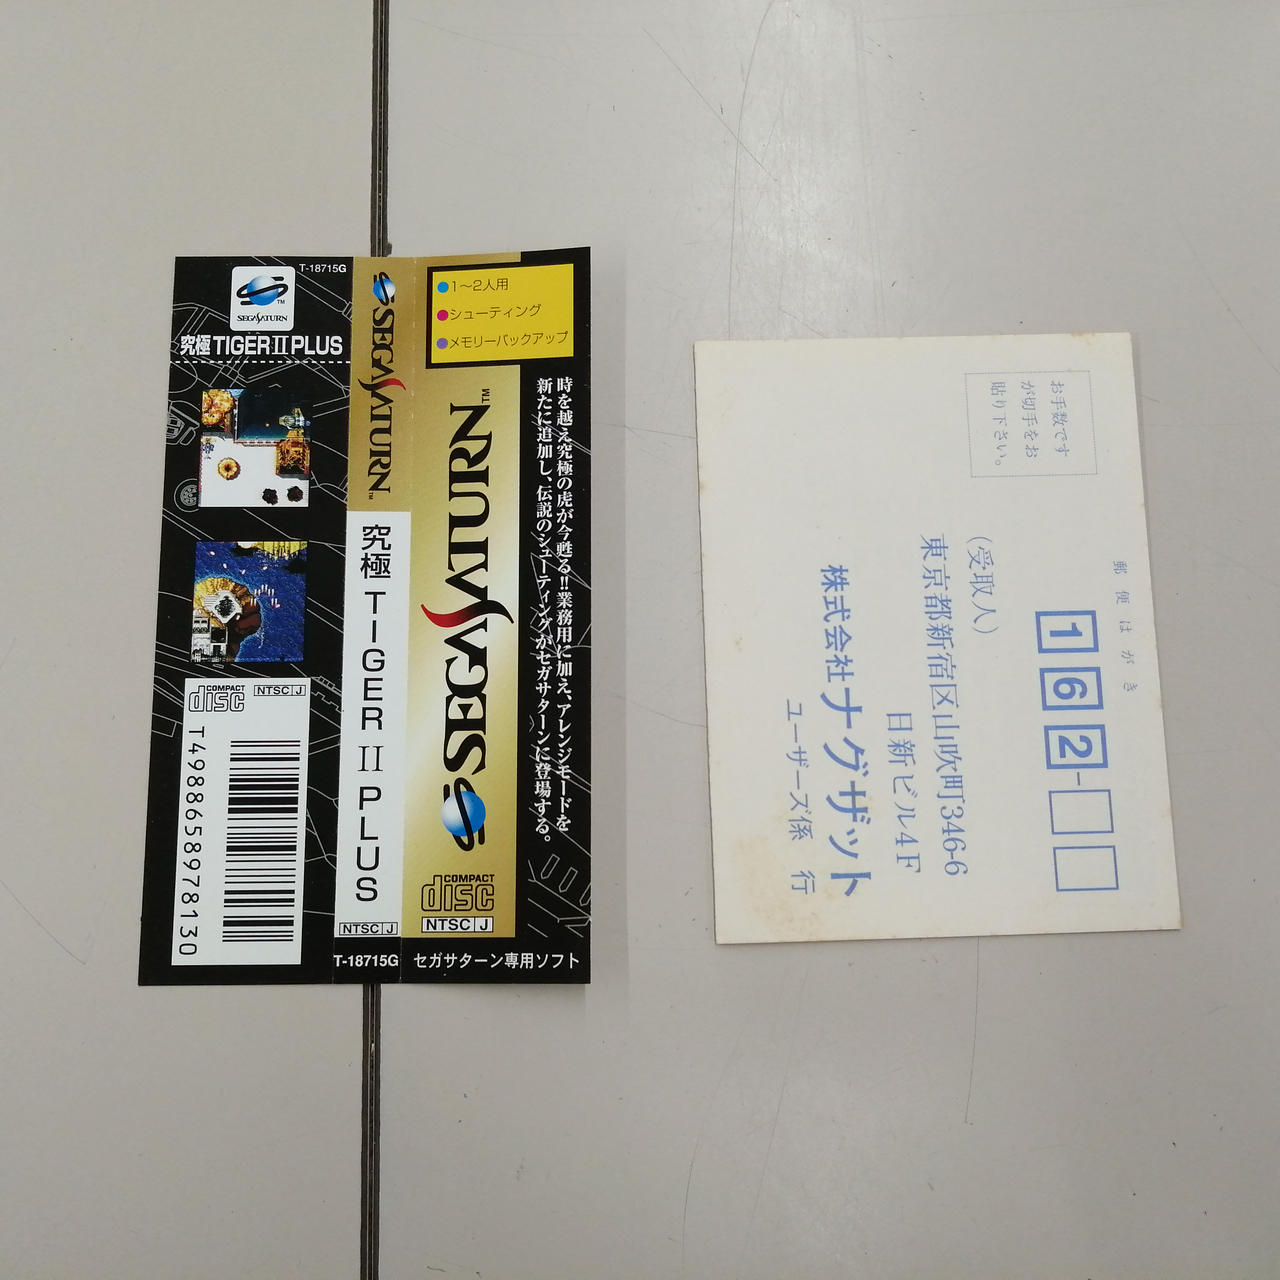 T-18715G
SEGA SATURN™
究極TIGER II PLUS
COMPACT
disc
NTSC J
T4988658978130
SEGA SATURN™
究極 TIGER II PLUS
NTSC J
T-18715G
1〜2人用
シューティング
メモリーバックアップ
SEGA SATURN™
COMPACT
disc
NTSC J
時を越え究極の虎が今甦る!!業務用に加え、アレンジモードを
新たに追加し、伝説のシューティングがセガサターンに登場する。
セガサターン専用ソフト
郵便はがき
162-
お手数です
が切手をお
貼り下さい。
(受取人)
東京都新宿区山吹町346-6
日新ビル4F
株式会社ナグザット
ユーザーズ係 行